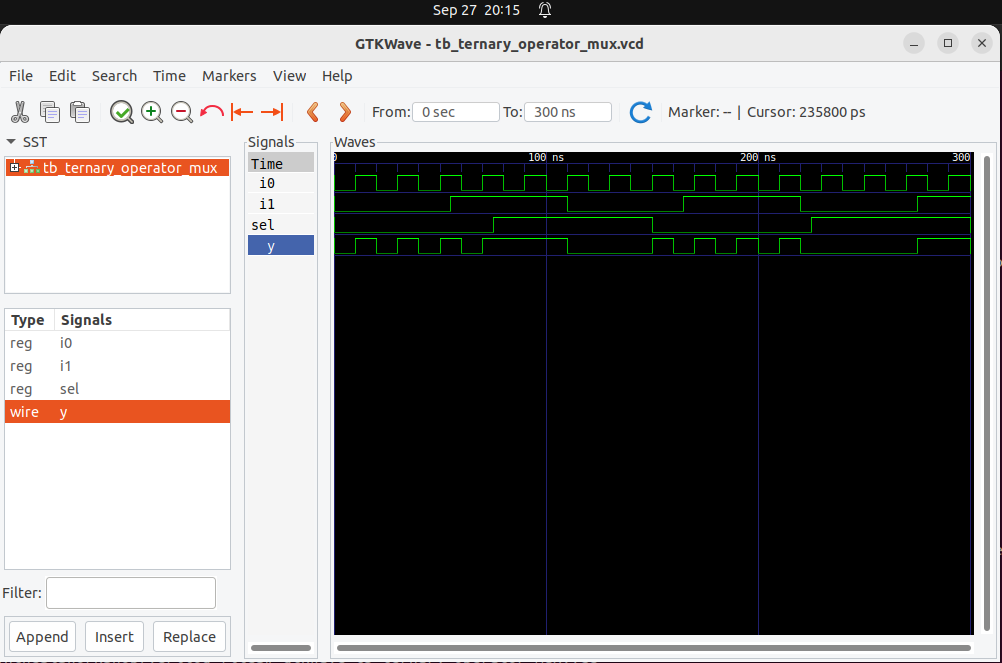 Sep 27 20:15
GTKWave - tb_ternary_operator_mux.vcd
File Edit Search Time Markers View Help
From: 0 sec To: 300 ns Marker: -- | Cursor: 235800 ps
SST
tb_ternary_operator_mux
Type Signals
reg i0
reg i1
reg sel
wire y
Filter:
Append Insert Replace
Signals
Time
i0
i1
sel
y
Waves
0 100 ns 200 ns 300